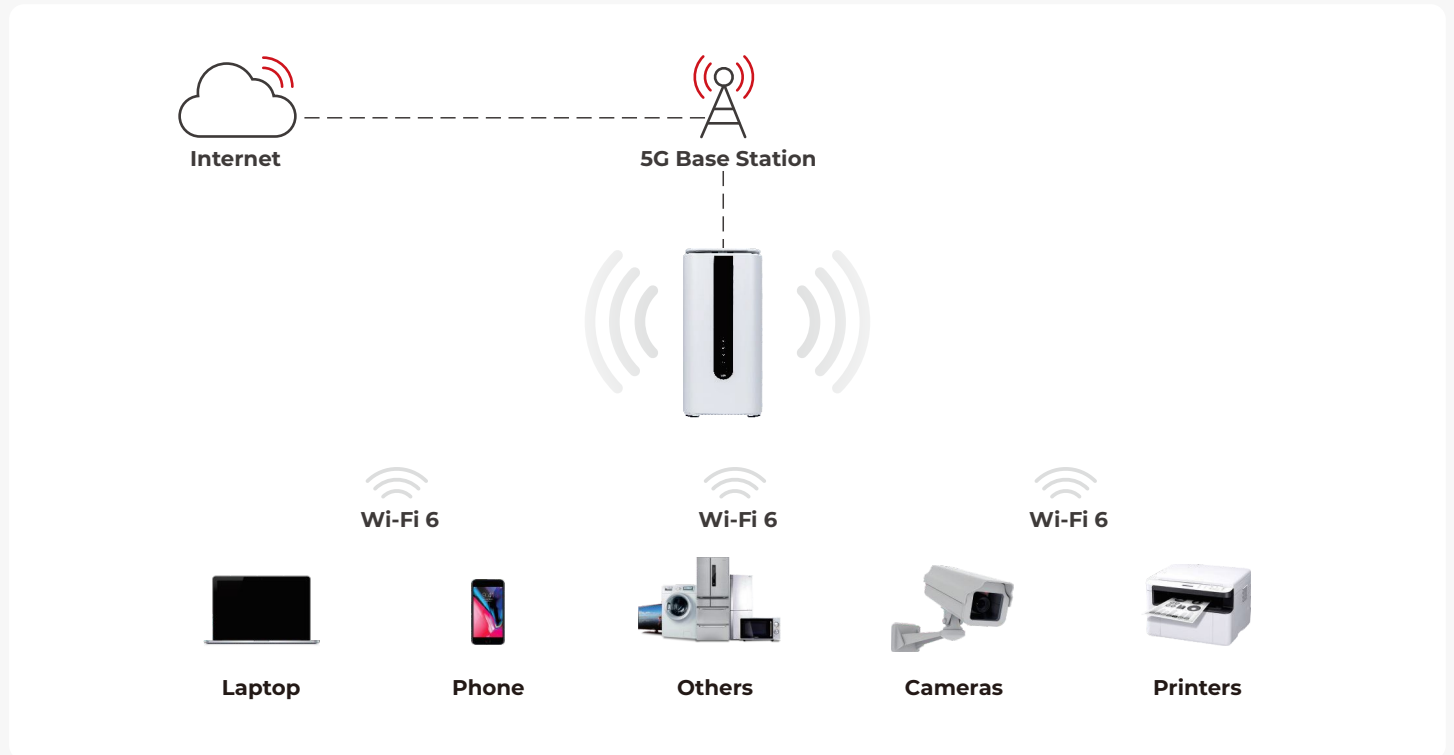 Internet
5G Base Station
Wi-Fi 6
Wi-Fi 6
Wi-Fi 6
Laptop
Phone
Others
Cameras
Printers